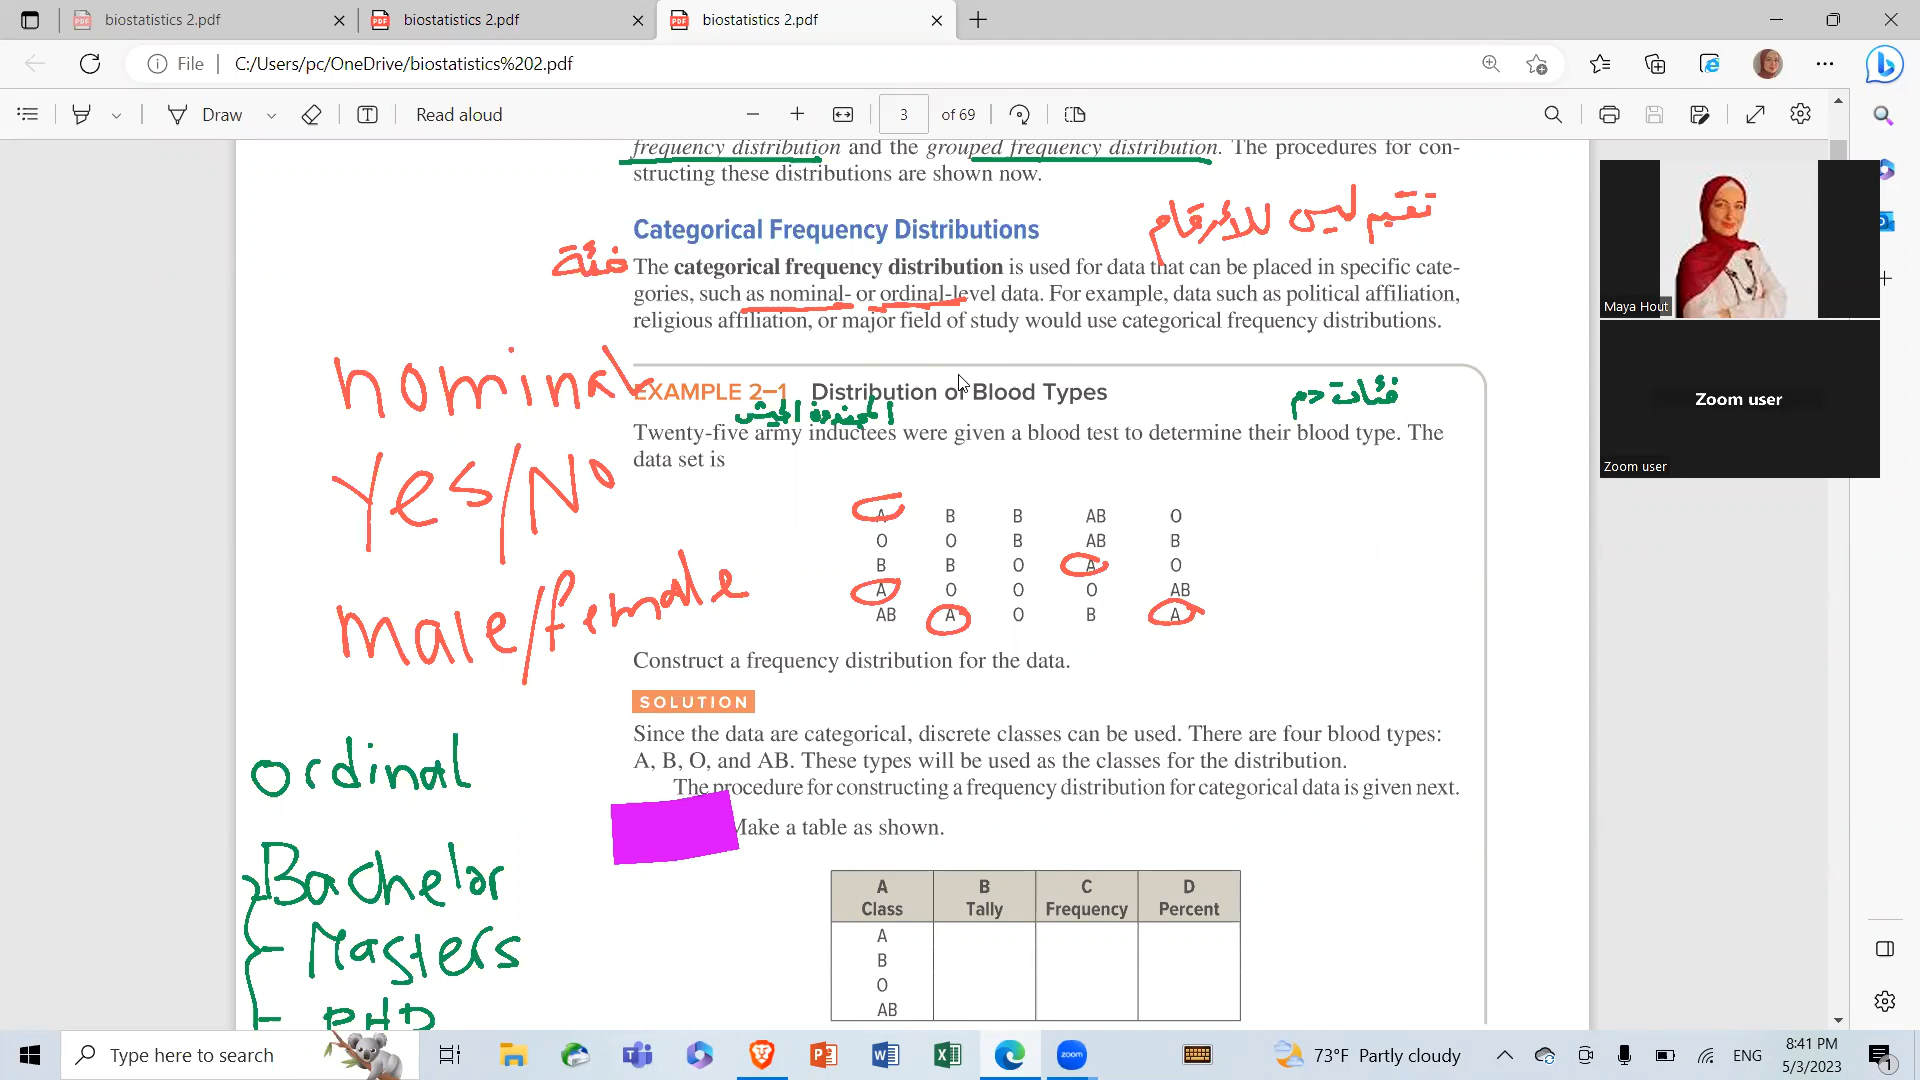 biostatistics 2.pdf
biostatistics 2.pdf
biostatistics 2.pdf
File
C:/Users/pc/OneDrive/biostatistics%202.pdf
Draw
Read aloud
3
of 69
frequency distribution and the grouped frequency distribution. The procedures for con-
structing these distributions are shown now.
تقييم ليس للأرقام
Categorical Frequency Distributions
فئة
The categorical frequency distribution is used for data that can be placed in specific cate-
gories, such as nominal- or ordinal-level data. For example, data such as political affiliation,
religious affiliation, or major field of study would use categorical frequency distributions.
nominal
Yes/No
male/female
ordinal
Bachelor
Masters
PHD
EXAMPLE 2–1 Distribution of Blood Types
فئات دم
Twenty-five army inductees were given a blood test to determine their blood type. The
data set is
A B B AB O
O O B AB B
B B O A O
A O O O AB
AB A O B A
Construct a frequency distribution for the data.
SOLUTION
Since the data are categorical, discrete classes can be used. There are four blood types:
A, B, O, and AB. These types will be used as the classes for the distribution.
The procedure for constructing a frequency distribution for categorical data is given next.
Make a table as shown.
A B C D
Class Tally Frequency Percent
A
B
O
AB
Maya Hout
Zoom user
Zoom user
Type here to search
zoom
73°F Partly cloudy
ENG
8:41 PM
5/3/2023
1